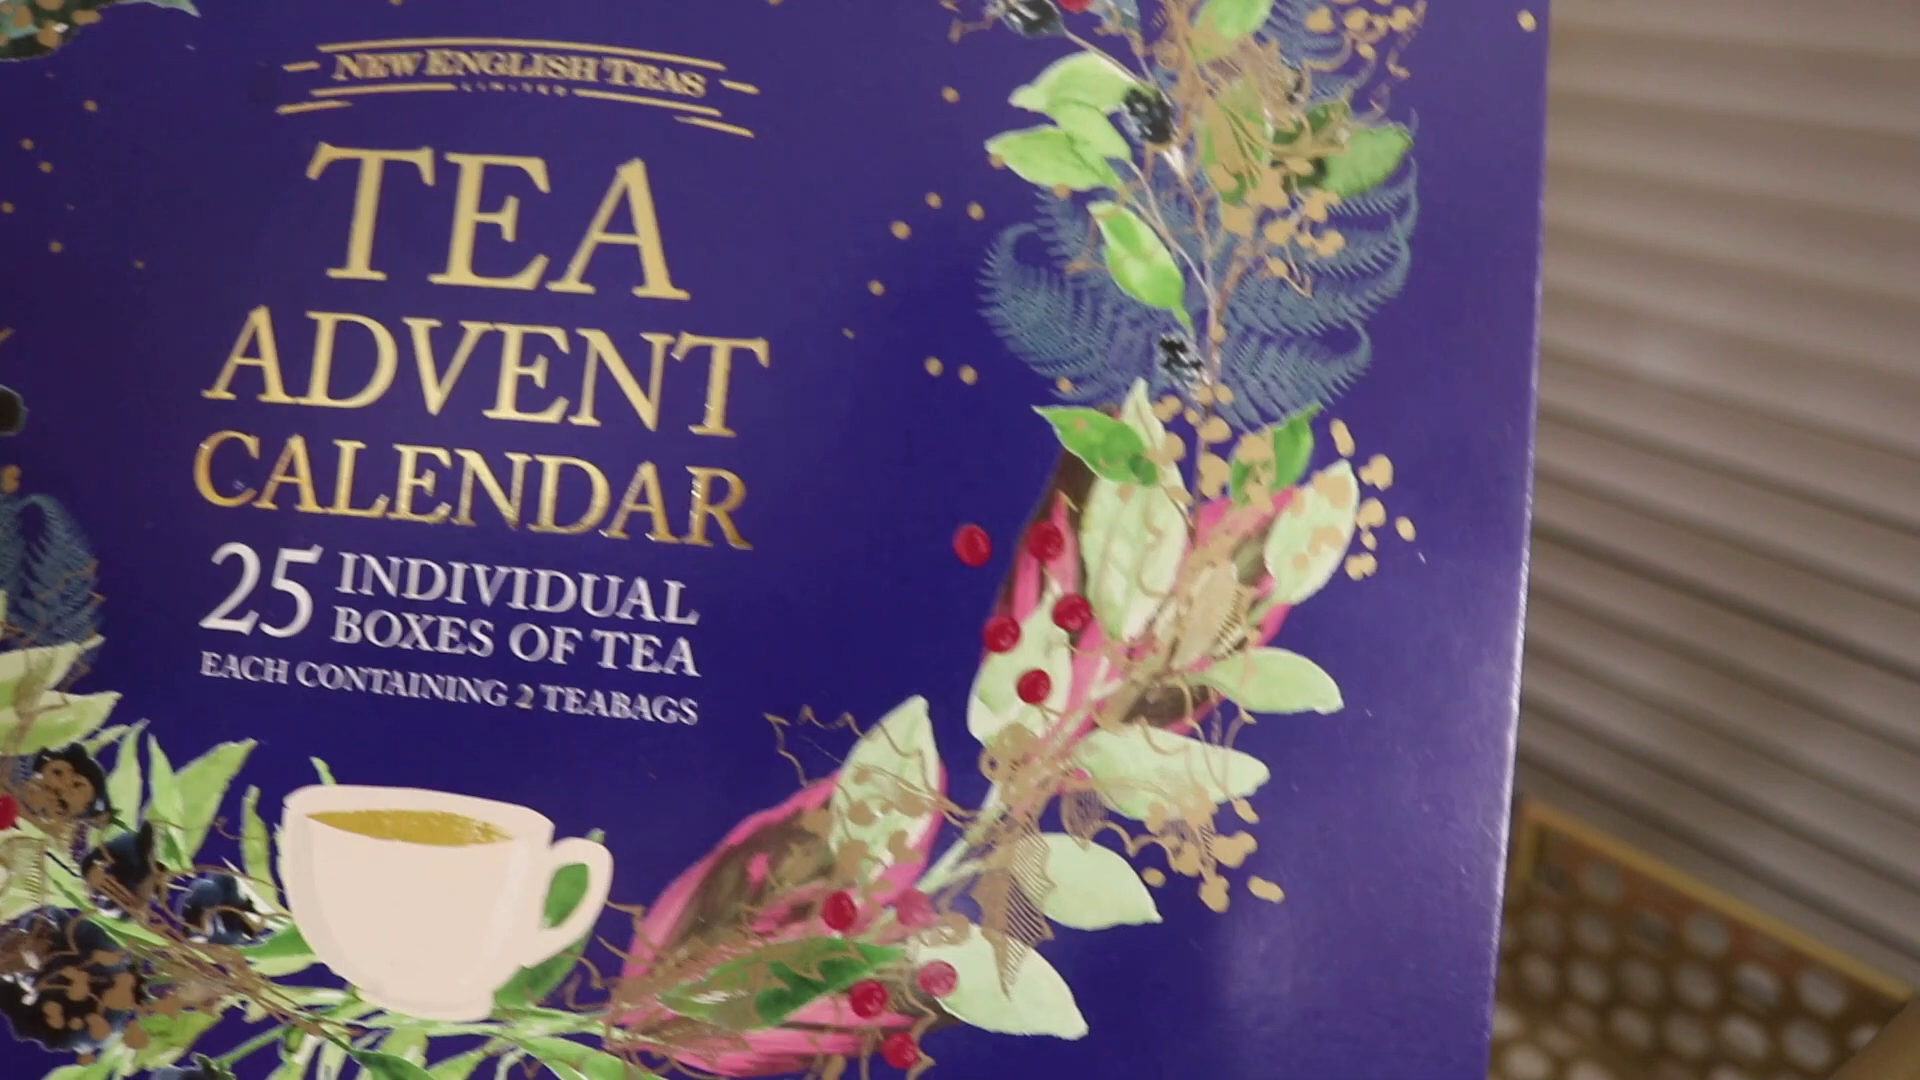 NEW ENGLISH TEAS
LIMITED
TEA
ADVENT
CALENDAR
25 INDIVIDUAL
BOXES OF TEA
EACH CONTAINING 2 TEABAGS